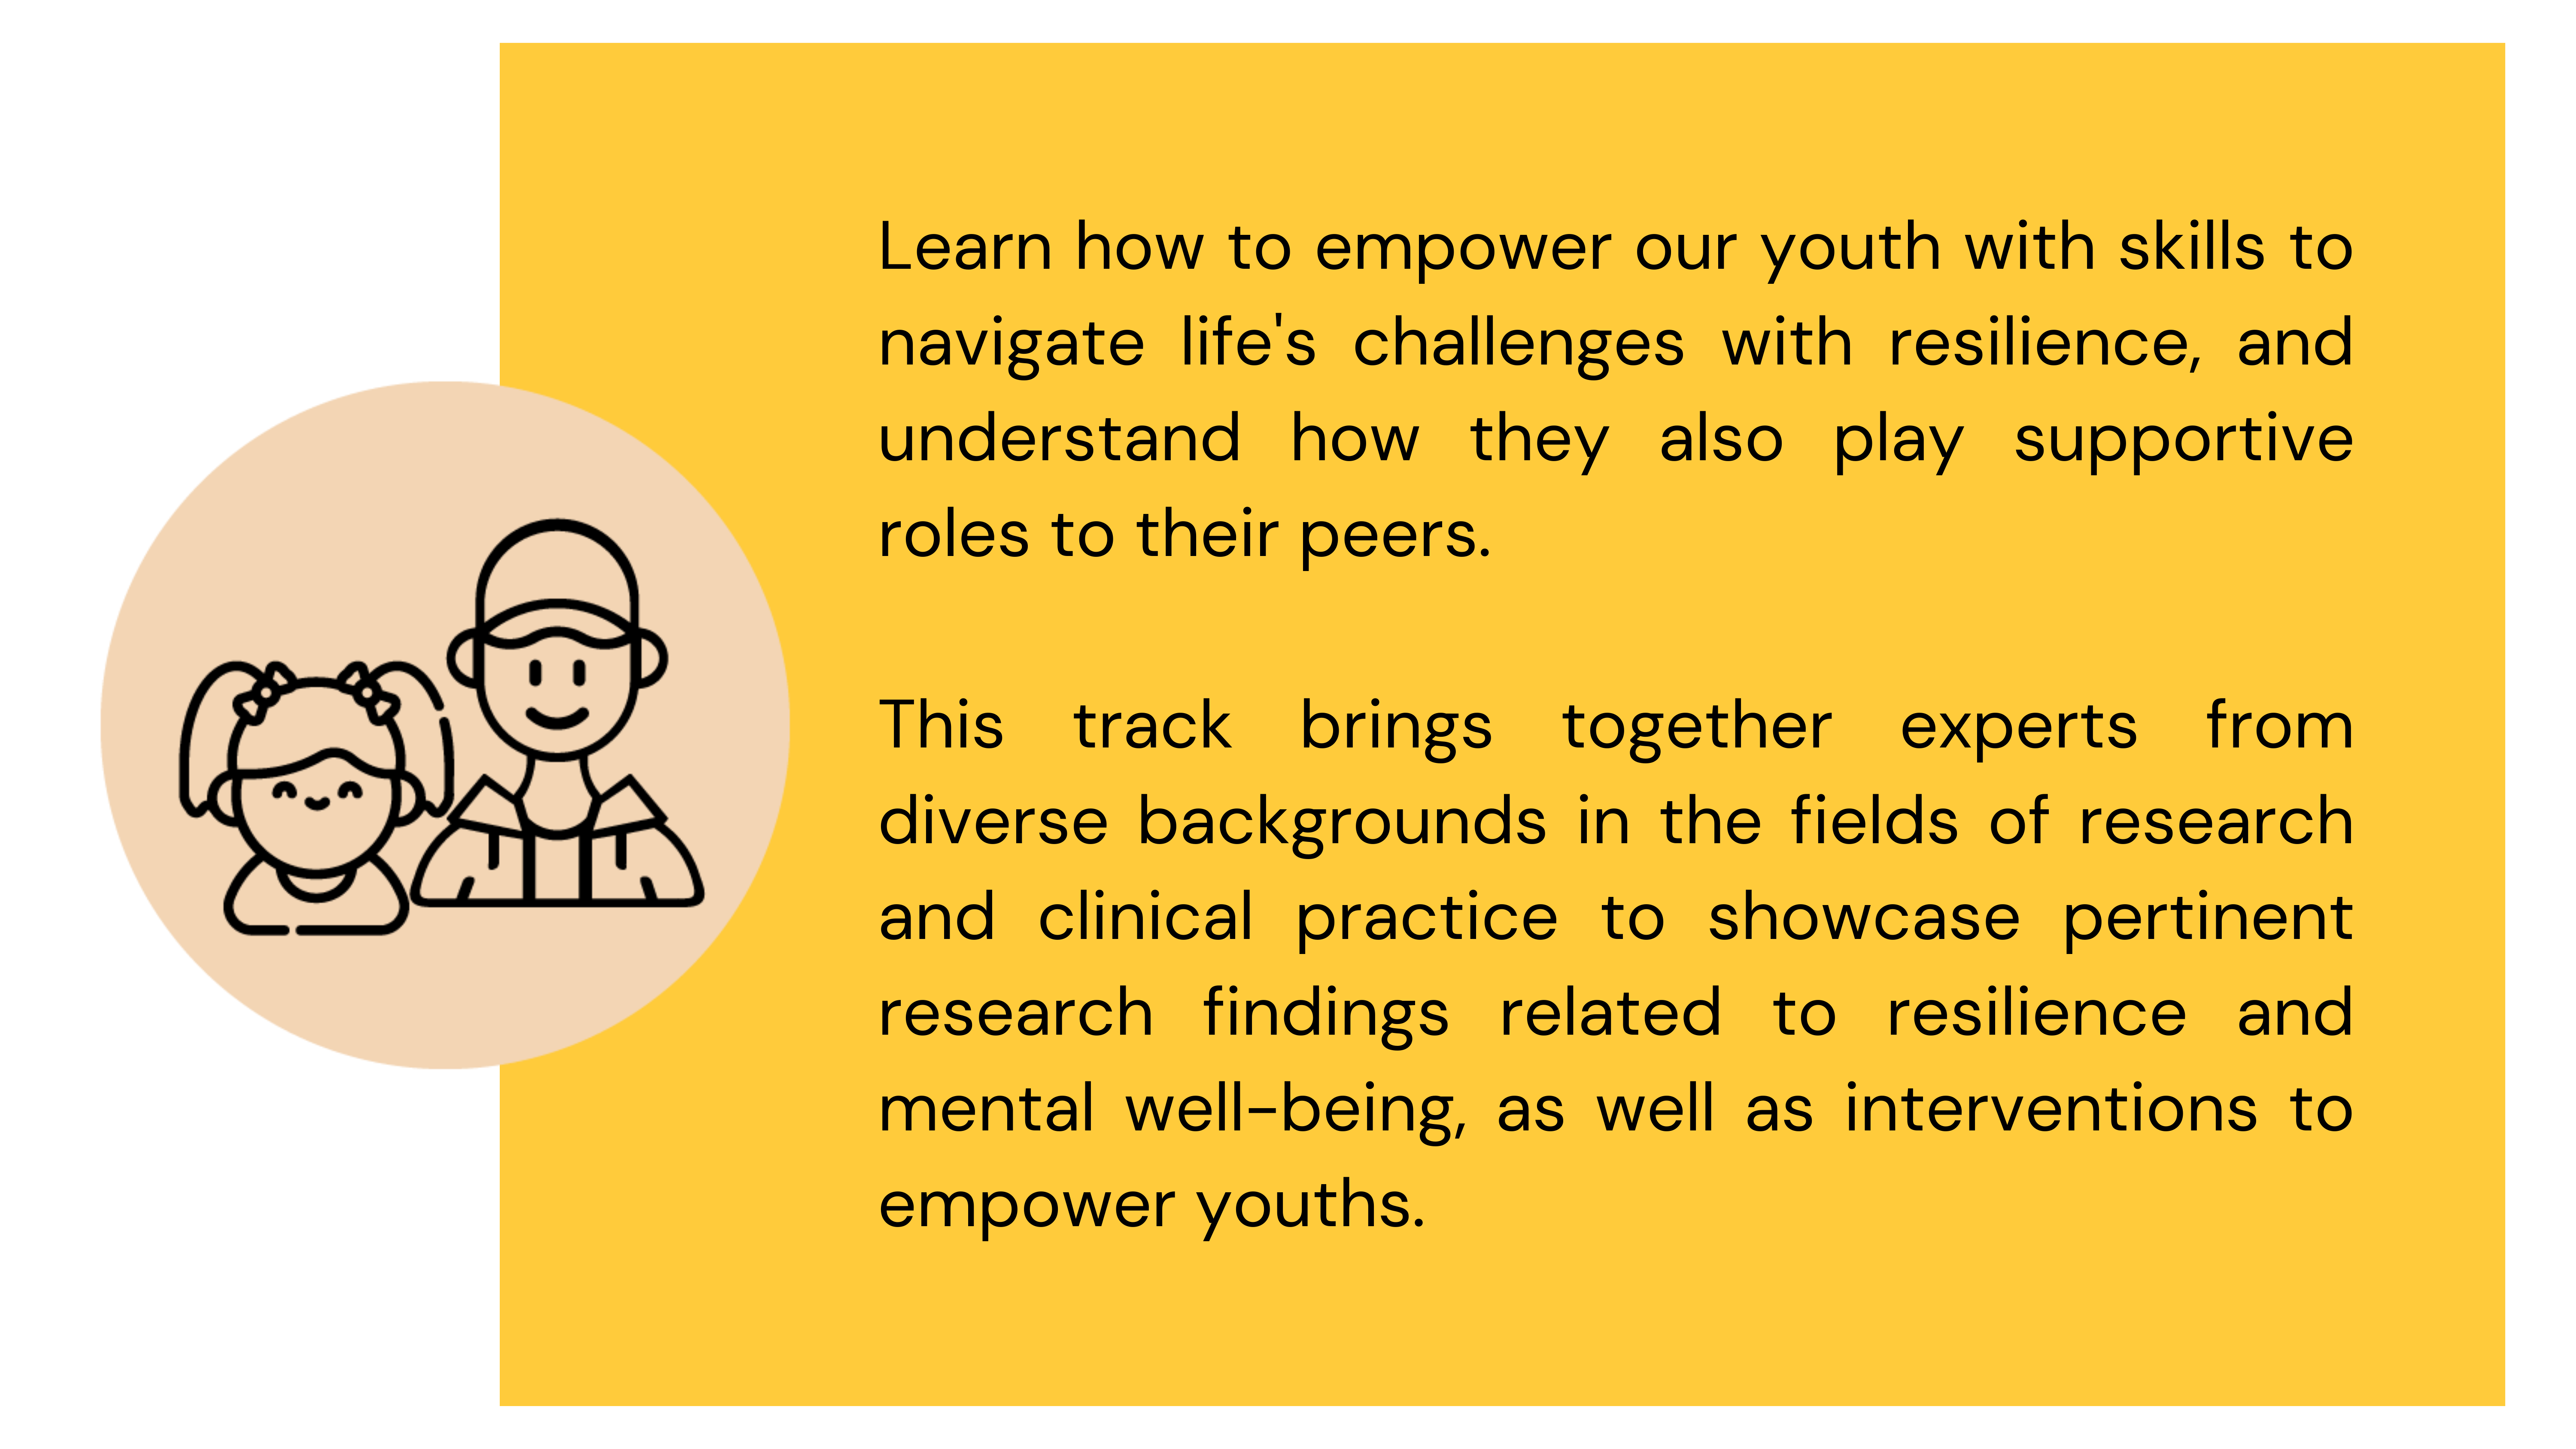 Learn how to empower our youth with skills to
navigate life's challenges with resilience, and
understand how they also play supportive
roles to their peers.
This track brings together experts from
diverse backgrounds in the fields of research
and clinical practice to showcase pertinent
research findings related to resilience and
mental well-being, as well as interventions to
empower youths.